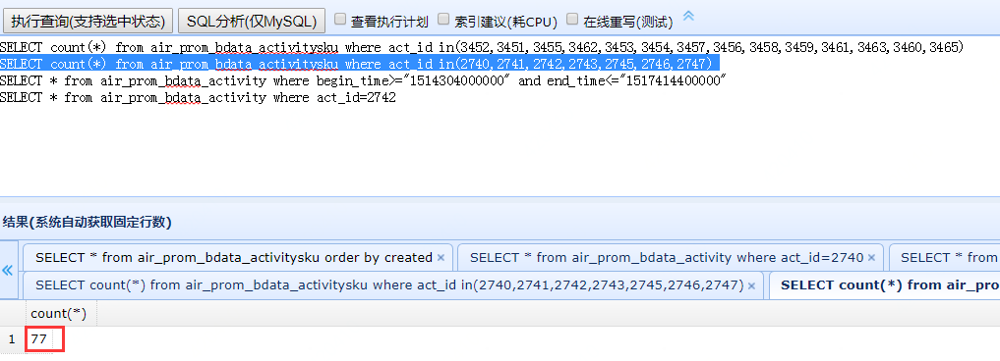 执行查询(支持选中状态) SQL分析(仅MySQL) 查看执行计划 索引建议(耗CPU) 在线重写(测试)
SELECT count(*) from air_prom_bdata_activitysku where act_id in(3452,3451,3455,3462,3453,3454,3457,3456,3458,3459,3461,3463,3460,3465)
SELECT count(*) from air_prom_bdata_activitysku where act_id in(2740,2741,2742,2743,2745,2746,2747)
SELECT * from air_prom_bdata_activity where begin_time>="1514304000000" and end_time<="1517414400000"
SELECT * from air_prom_bdata_activity where act_id=2742
结果(系统自动获取固定行数)
SELECT * from air_prom_bdata_activitysku order by created × SELECT * from air_prom_bdata_activity where act_id=2740 × SELECT * from
SELECT count(*) from air_prom_bdata_activitysku where act_id in(2740,2741,2742,2743,2745,2746,2747) × SELECT count(*) from air_pro
count(*)
1 77